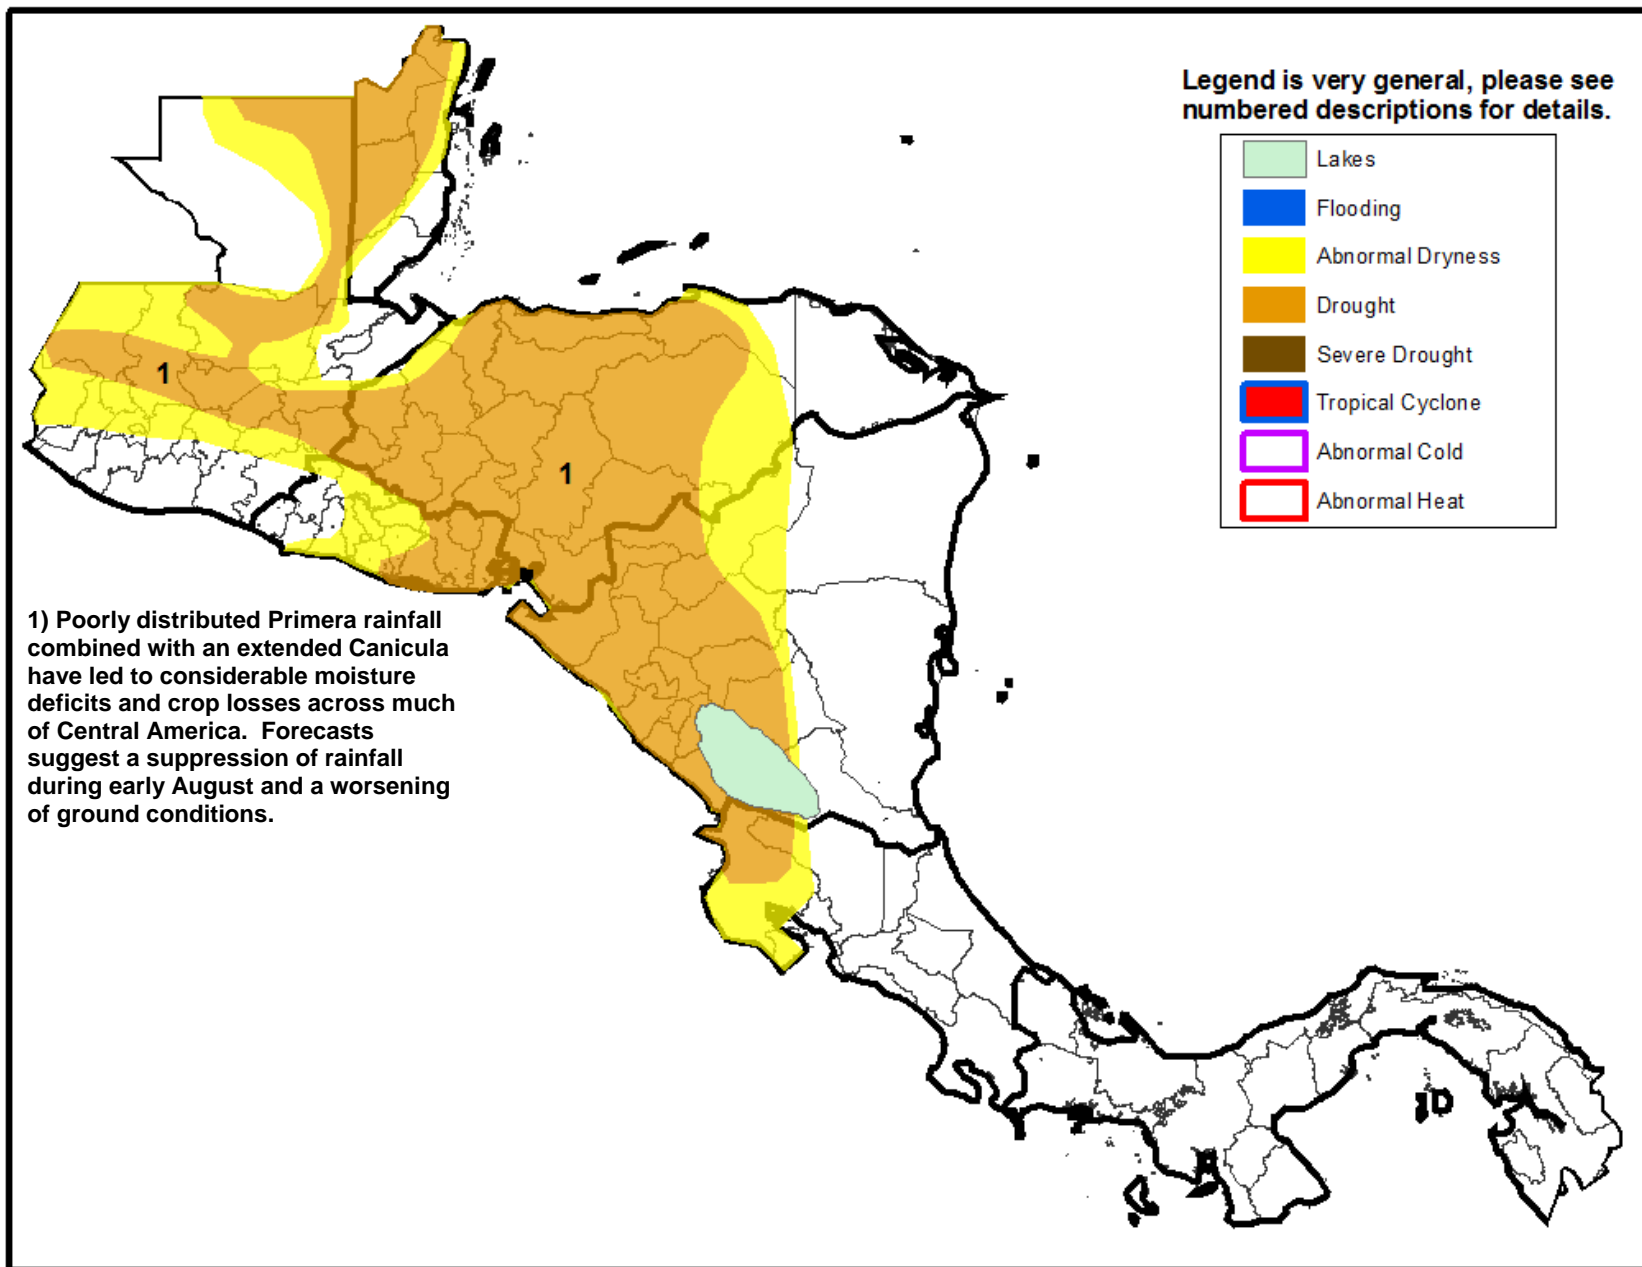 Legend is very general, please see
numbered descriptions for details.
Lakes
Flooding
Abnormal Dryness
Drought
Severe Drought
Tropical Cyclone
Abnormal Cold
Abnormal Heat
1
1
1) Poorly distributed Primera rainfall
combined with an extended Canicula
have led to considerable moisture
deficits and crop losses across much
of Central America.  Forecasts
suggest a suppression of rainfall
during early August and a worsening
of ground conditions.